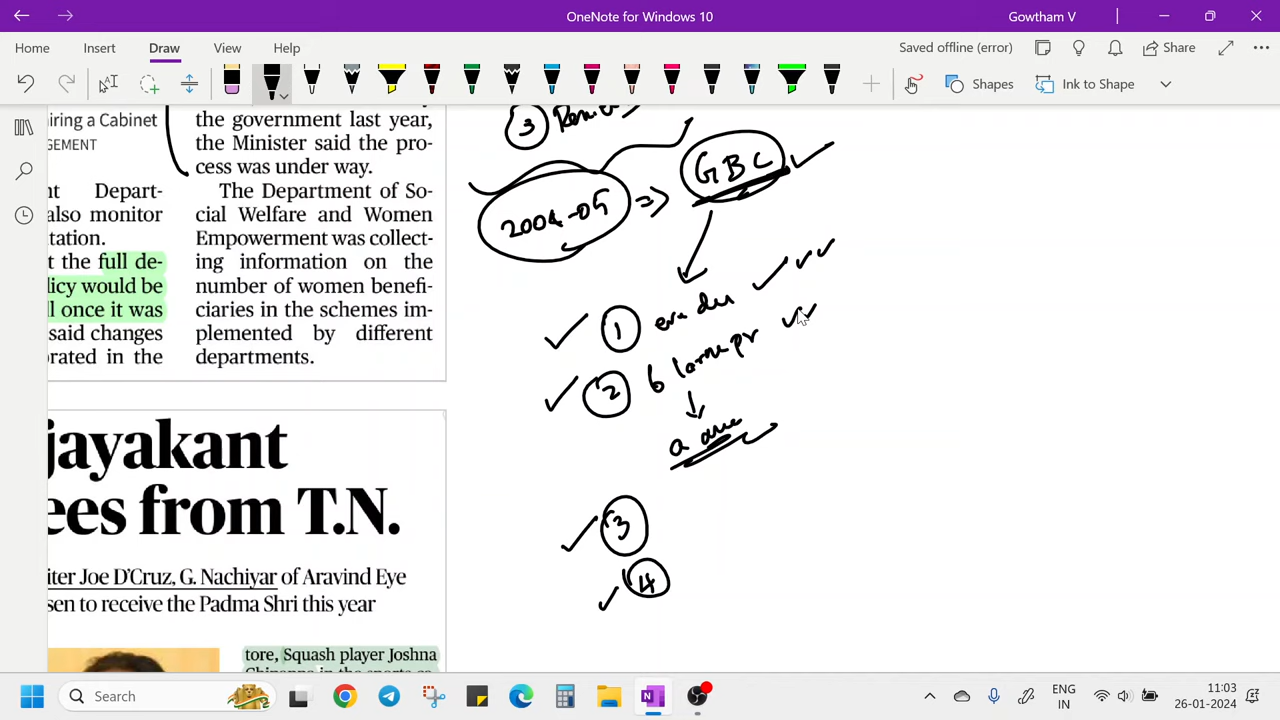 OneNote for Windows 10
Gowtham V
Home Insert Draw View Help
Saved offline (error)
Share
Shapes
Ink to Shape
iring a Cabinet
GEMENT
nt Depart-
also monitor
tation.
t the full de-
licy would be
l once it was
said changes
orated in the
the government last year,
the Minister said the pro-
cess was under way.
The Department of So-
cial Welfare and Women
Empowerment was collect-
ing information on the
number of women benefi-
ciaries in the schemes im-
plemented by different
departments.
3
2004-05 => GBC
1
2 6
a
3
4
jayakant
ees from T.N.
iter Joe D'Cruz, G. Nachiyar of Aravind Eye
sen to receive the Padma Shri this year
tore, Squash player Joshna
Search
ENG
IN
11:03
26-01-2024